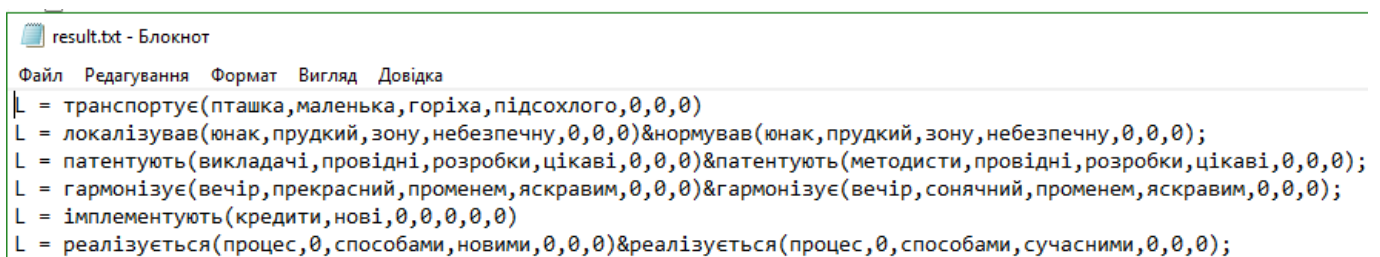 result.txt - Блокнот
Файл Редагування Формат Вигляд Довідка
L = транспортує(пташка,маленька,горіха,підсохлого,0,0,0)
L = локалізував(юнак,прудкий,зону,небезпечну,0,0,0)&нормував(юнак,прудкий,зону,небезпечну,0,0,0);
L = патентують(викладачі,провідні,розробки,цікаві,0,0,0)&патентують(методисти,провідні,розробки,цікаві,0,0,0);
L = гармонізує(вечір,прекрасний,променем,яскравим,0,0,0)&гармонізує(вечір,сонячний,променем,яскравим,0,0,0);
L = імплементують(кредити,нові,0,0,0,0,0)
L = реалізується(процес,0,способами,новими,0,0,0)&реалізується(процес,0,способами,сучасними,0,0,0);